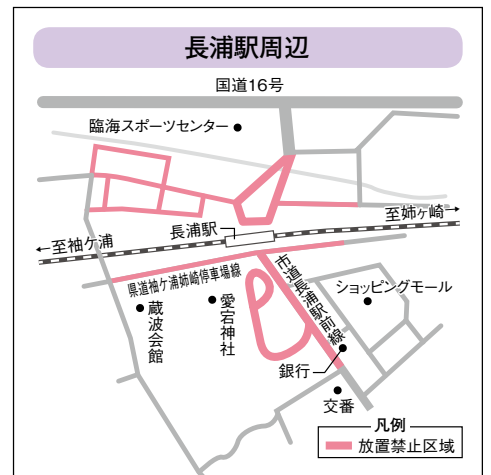 長浦駅周辺
国道16号
臨海スポーツセンター
至姉ヶ崎
長浦駅
至袖ケ浦
県道袖ケ浦姉崎停車場線
市道長浦駅前線
ショッピングモール
蔵波会館
愛宕神社
銀行
交番
凡例
放置禁止区域